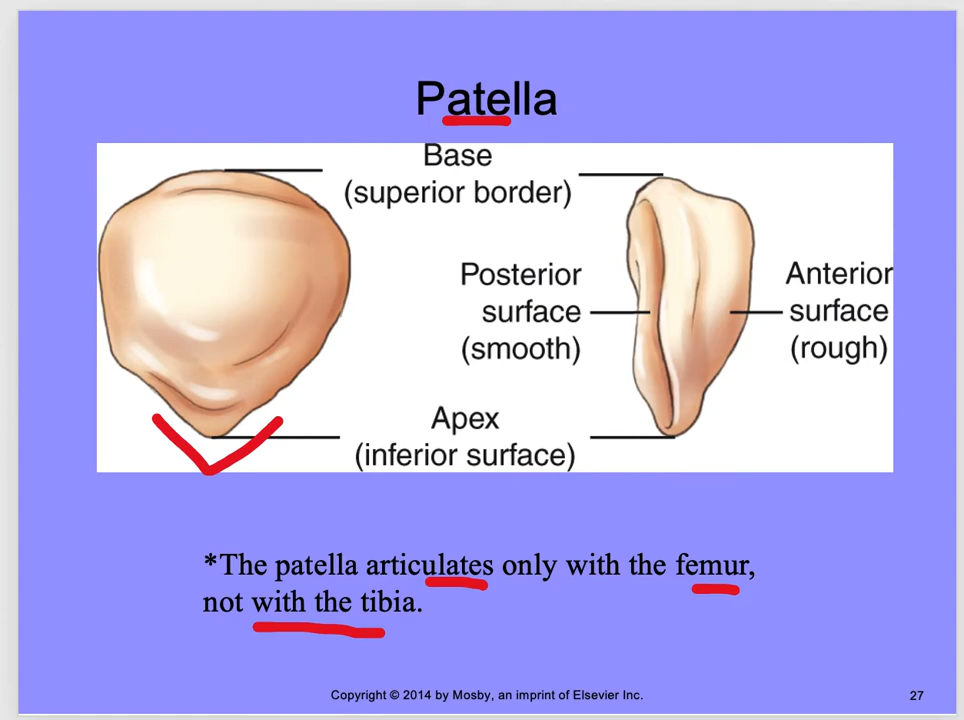 Patella
Base
(superior border)
Posterior
surface
(smooth)
Anterior
surface
(rough)
Apex
(inferior surface)
*The patella articulates only with the femur,
not with the tibia.
Copyright © 2014 by Mosby, an imprint of Elsevier Inc.
27